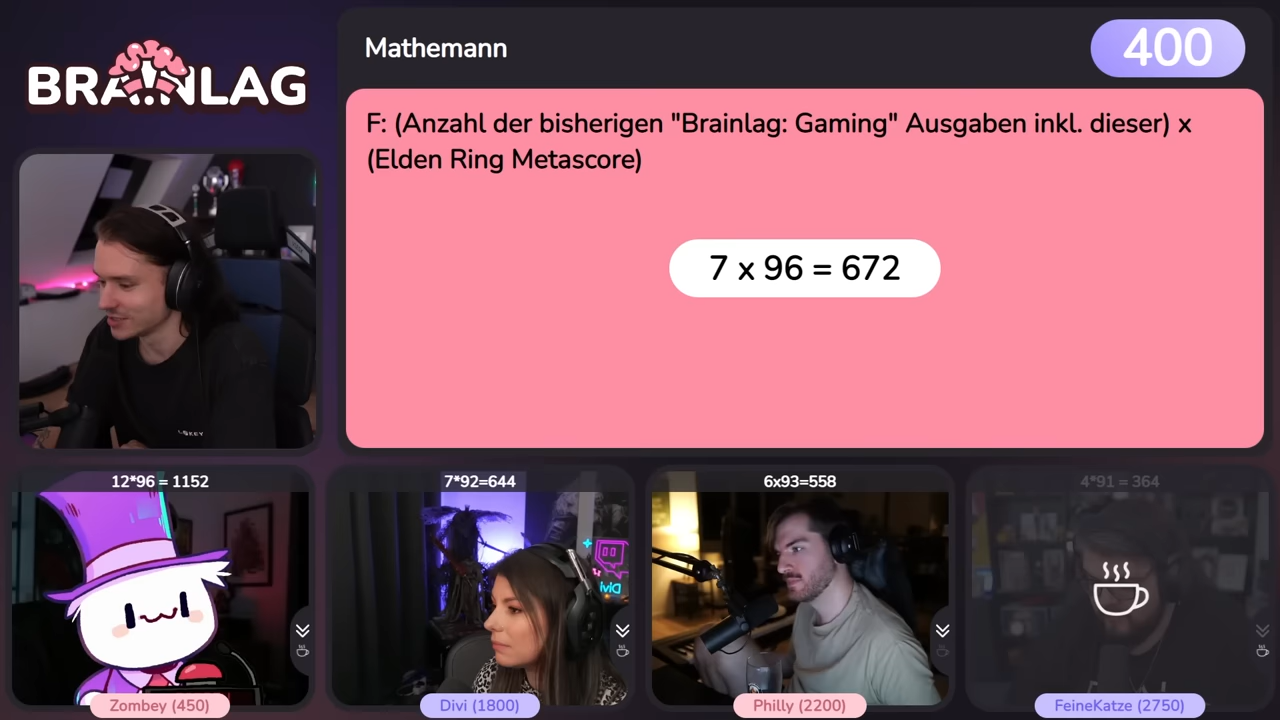 BRAINLAG
Mathemann
400
F: (Anzahl der bisherigen "Brainlag: Gaming" Ausgaben inkl. dieser) x
(Elden Ring Metascore)
7 x 96 = 672
12*96 = 1152
7*92=644
6x93=558
4*91 = 364
Zombey (450)
Divi (1800)
Philly (2200)
FeineKatze (2750)